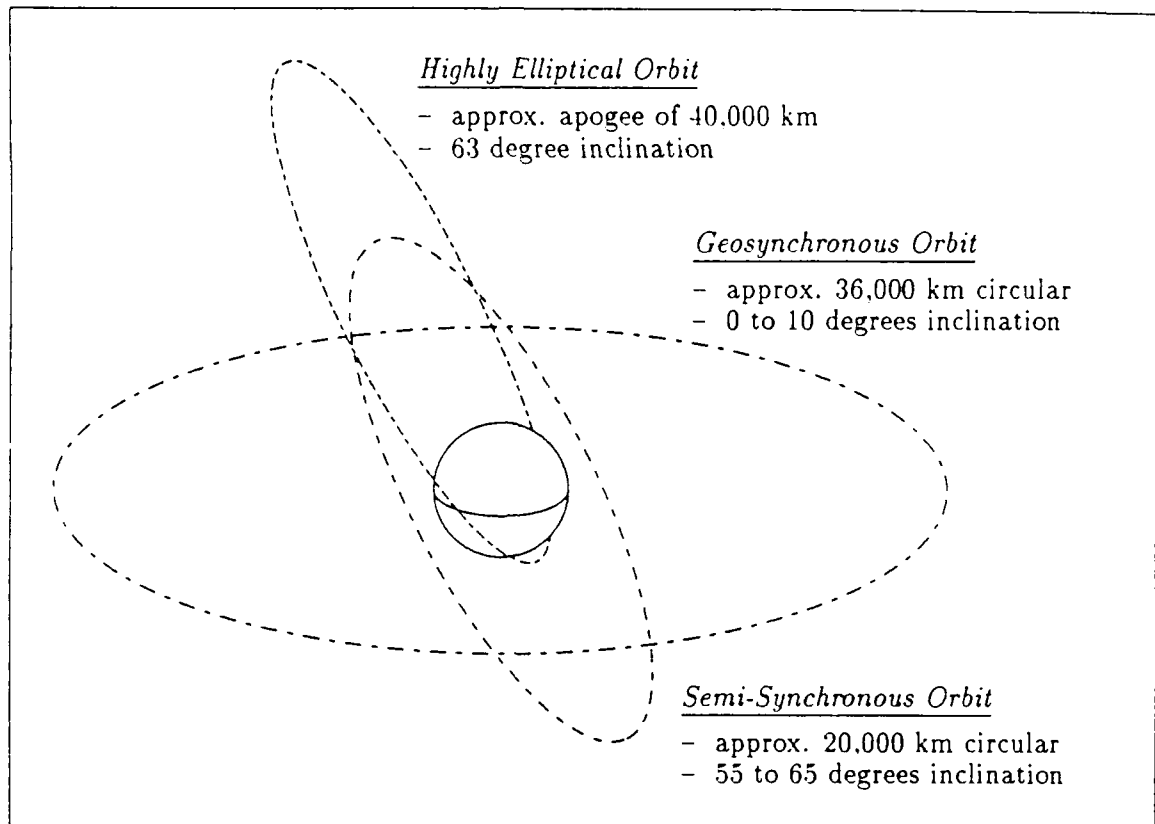 Highly Elliptical Orbit
- approx. apogee of 40,000 km
- 63 degree inclination
Geosynchronous Orbit
- approx. 36,000 km circular
- 0 to 10 degrees inclination
Semi-Synchronous Orbit
- approx. 20,000 km circular
- 55 to 65 degrees inclination